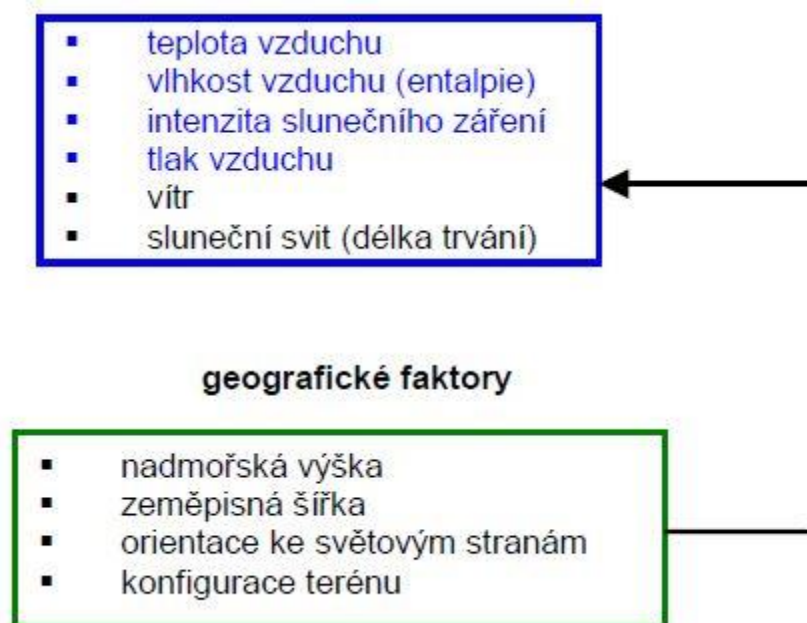 ▪ teplota vzduchu
▪ vlhkost vzduchu (entalpie)
▪ intenzita slunečního záření
▪ tlak vzduchu
▪ vítr
▪ sluneční svit (délka trvání)
geografické faktory
▪ nadmořská výška
▪ zeměpisná šířka
▪ orientace ke světovým stranám
▪ konfigurace terénu